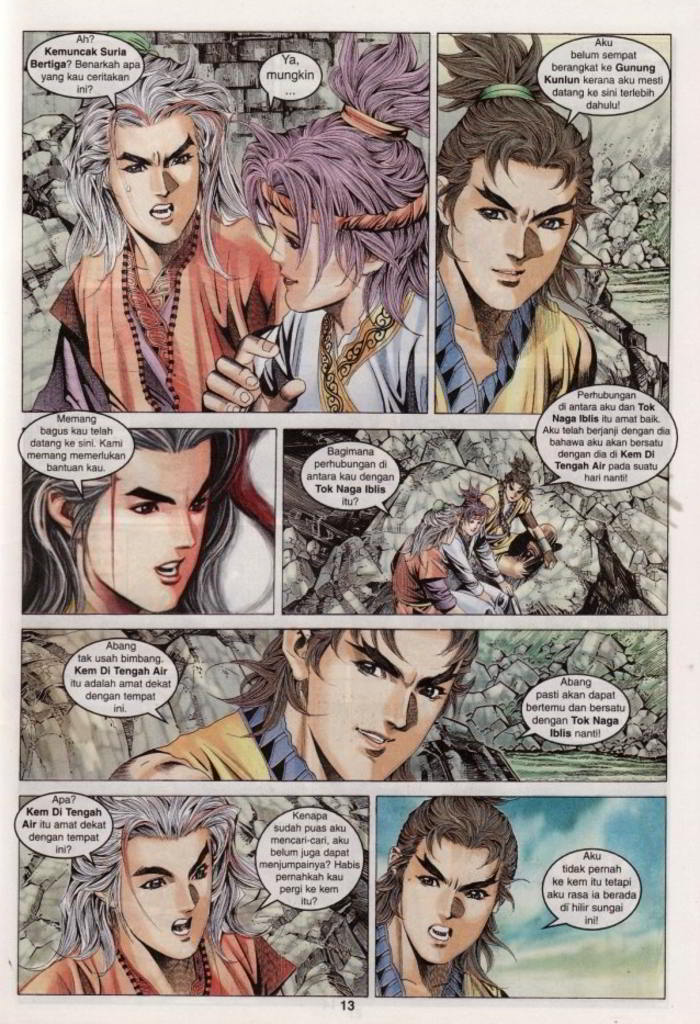 Ah?
Kemuncak Suria
Bertiga? Benarkah apa
yang kau ceritakan
ini?
Ya,
mungkin
...
Aku
belum sempat
berangkat ke Gunung
Kunlun kerana aku mesti
datang ke sini terlebih
dahulu!
Memang
bagus kau telah
datang ke sini. Kami
memang memerlukan
bantuan kau.
Bagaimana
perhubungan di
antara kau dengan
Tok Naga Iblis
itu?
Perhubungan
di antara aku dan Tok
Naga Iblis itu amat baik.
Aku telah berjanji dengan dia
bahawa aku akan bersatu
dengan dia di Kem Di
Tengah Air pada suatu
hari nanti!
Abang
tak usah bimbang.
Kem Di Tengah Air
itu adalah amat dekat
dengan tempat
ini.
Abang
pasti akan dapat
bertemu dan bersatu
dengan Tok Naga
Iblis nanti!
Apa?
Kem Di Tengah
Air itu amat dekat
dengan tempat
ini?
Kenapa
sudah puas aku
mencari-cari, aku
belum juga dapat
menjumpainya? Habis
pernahkah kau
pergi ke kem
itu?
Aku
tidak pernah
ke kem itu tetapi
aku rasa ia berada
di hilir sungai
ini!
13